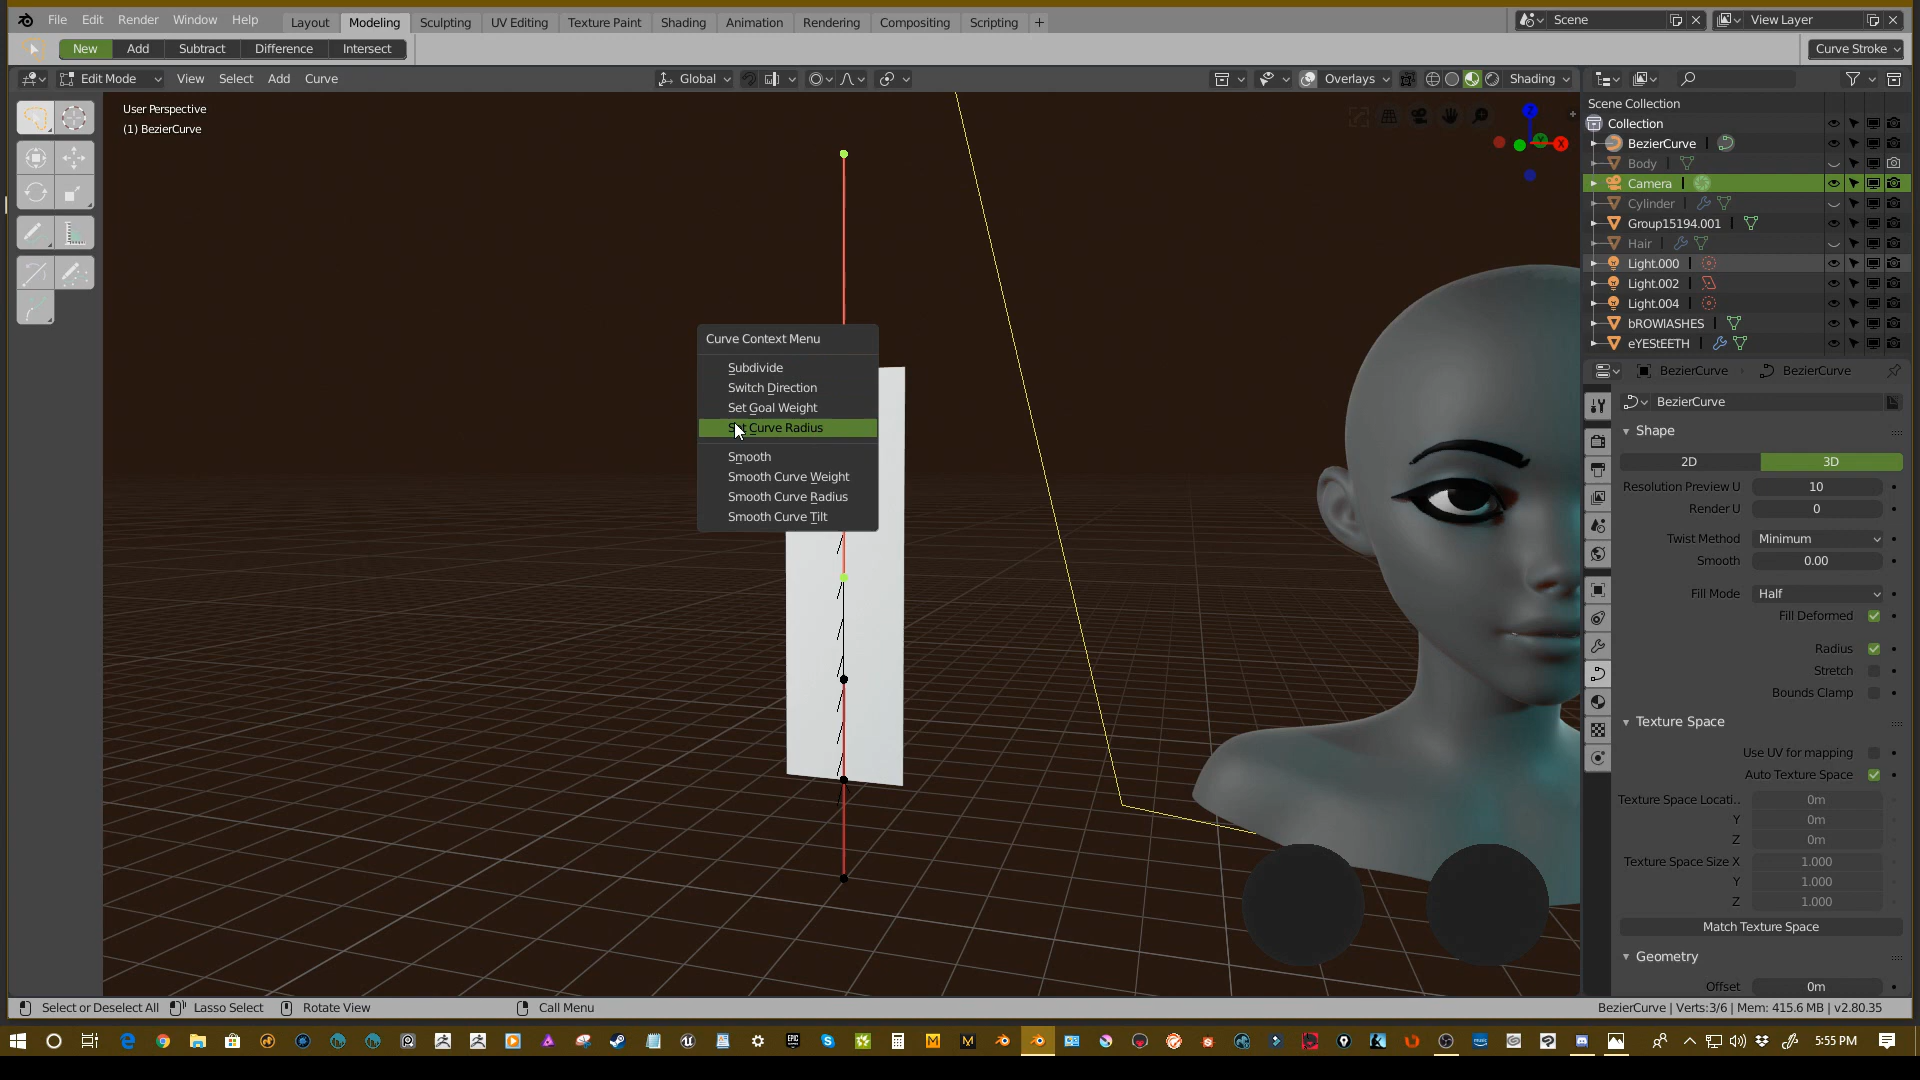 File Edit Render Window Help Layout Modeling Sculpting UV Editing Texture Paint Shading Animation Rendering Compositing Scripting + Scene View Layer
New Add Subtract Difference Intersect Curve Stroke
Edit Mode View Select Add Curve Global Overlays Shading
User Perspective
(1) BezierCurve
Z
X
Scene Collection
Collection
BezierCurve
Body
Camera
Cylinder
Group15194.001
Hair
Light.000
Light.002
Light.004
bROWlASHES
eYEStEETH
Curve Context Menu
Subdivide
Switch Direction
Set Goal Weight
Set Curve Radius
Smooth
Smooth Curve Weight
Smooth Curve Radius
Smooth Curve Tilt
BezierCurve BezierCurve
BezierCurve
Shape
2D 3D
Resolution Preview U 10
Render U 0
Twist Method Minimum
Smooth 0.00
Fill Mode Half
Fill Deformed
Radius
Stretch
Bounds Clamp
Texture Space
Use UV for mapping
Auto Texture Space
Texture Space Locati.. 0m
Y 0m
Z 0m
Texture Space Size X 1.000
Y 1.000
Z 1.000
Match Texture Space
Geometry
Offset 0m
Select or Deselect All Lasso Select Rotate View Call Menu BezierCurve | Verts:3/6 | Mem: 415.6 MB | v2.80.35
5:55 PM